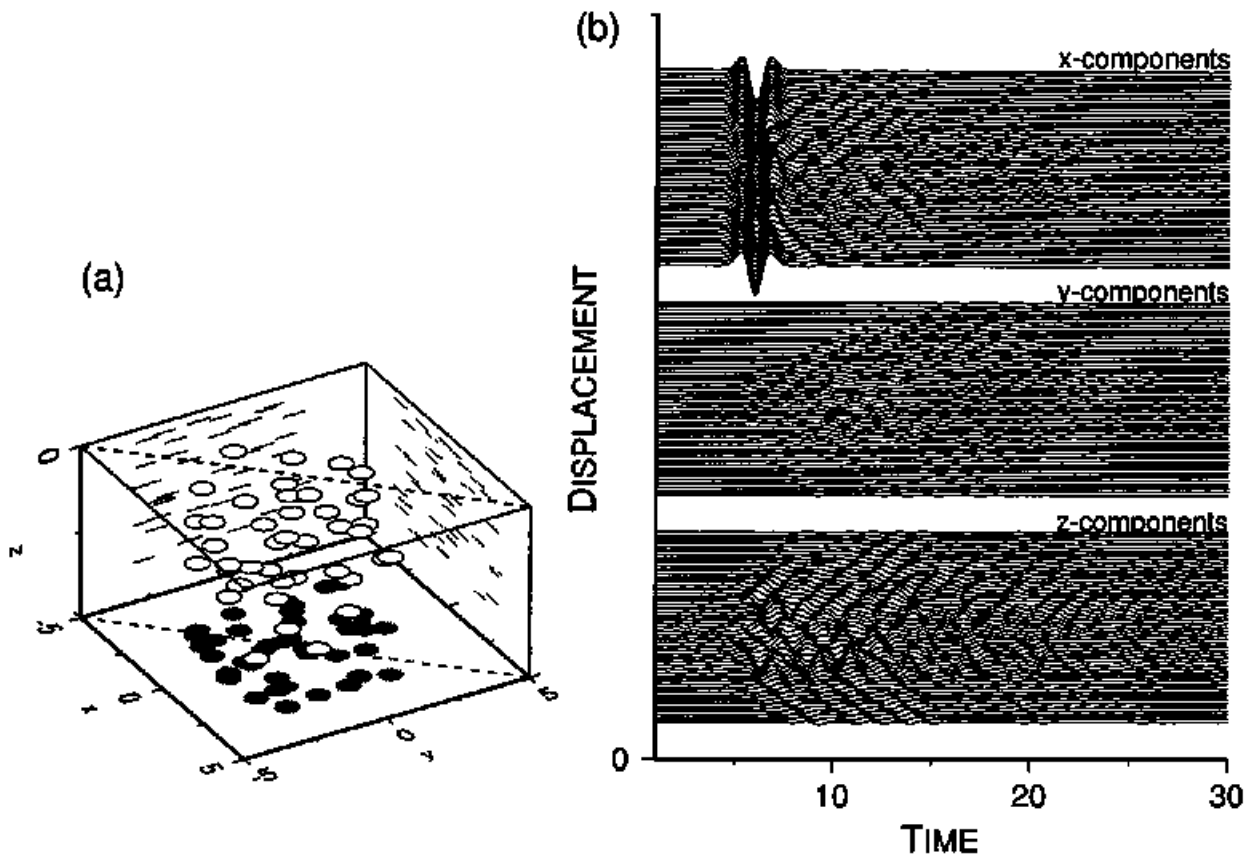 (a)
0
z
-5
x
0
5
-5
0
y
5
(b)
x-components
y-components
z-components
DISPLACEMENT
0
10
20
30
TIME